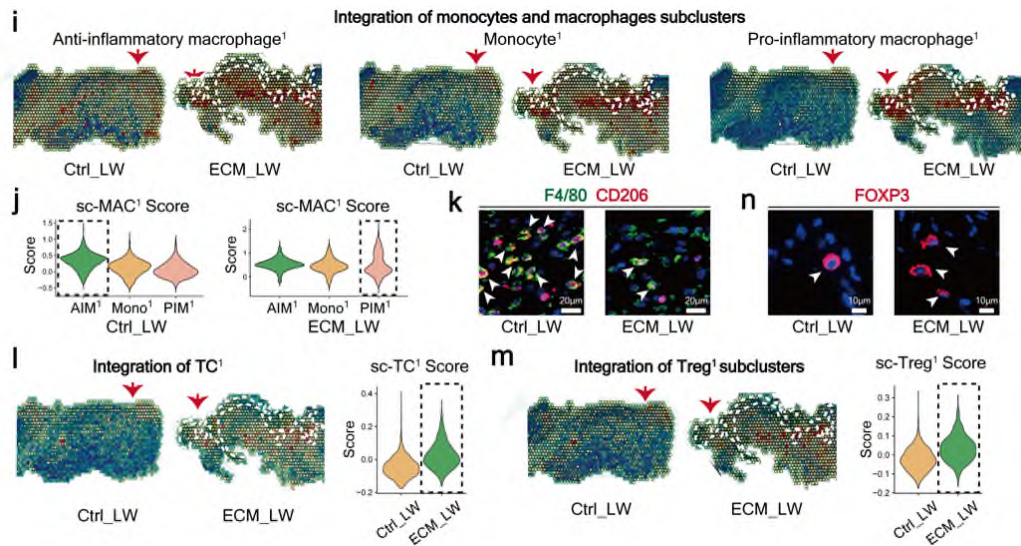 i
Integration of monocytes and macrophages subclusters
Anti-inflammatory macrophage¹ Monocyte¹ Pro-inflammatory macrophage¹
Ctrl_LW ECM_LW Ctrl_LW ECM_LW Ctrl_LW ECM_LW
j
sc-MAC¹ Score
Score
1.5
1.0
0.5
0.0
−0.5
AIM¹ Mono¹ PIM¹
Ctrl_LW
sc-MAC¹ Score
2
1
0
AIM¹ Mono¹ PIM¹
ECM_LW
k
F4/80 CD206
20μm 20μm
Ctrl_LW ECM_LW
n
FOXP3
10μm 10μm
Ctrl_LW ECM_LW
l
Integration of TC¹
Ctrl_LW ECM_LW
sc-TC¹ Score
Score
0.4
0.2
0.0
−0.2
Ctrl_LW ECM_LW
m
Integration of Treg¹ subclusters
Ctrl_LW ECM_LW
sc-Treg¹ Score
Score
0.3
0.2
0.1
0.0
−0.1
−0.2
Ctrl_LW ECM_LW